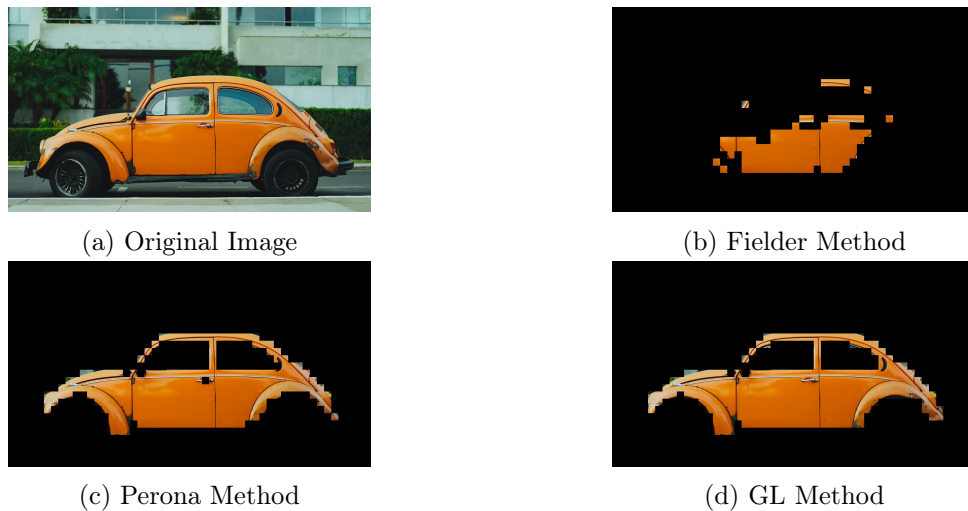 (a) Original Image
(b) Fielder Method
(c) Perona Method
(d) GL Method